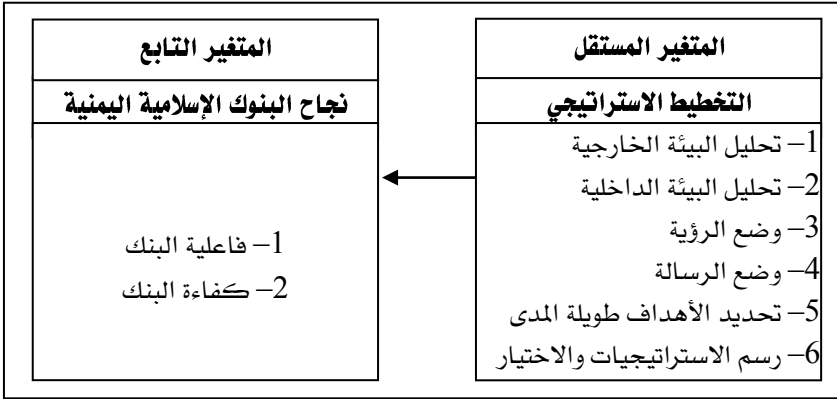 المتغير المستقل
التخطيط الاستراتيجي
1– تحليل البيئة الخارجية
2– تحليل البيئة الداخلية
3– وضع الرؤية
4– وضع الرسالة
5– تحديد الأهداف طويلة المدى
6– رسم الاستراتيجيات والاختيار
المتغير التابع
نجاح البنوك الإسلامية اليمنية
1– فاعلية البنك
2– كفاءة البنك